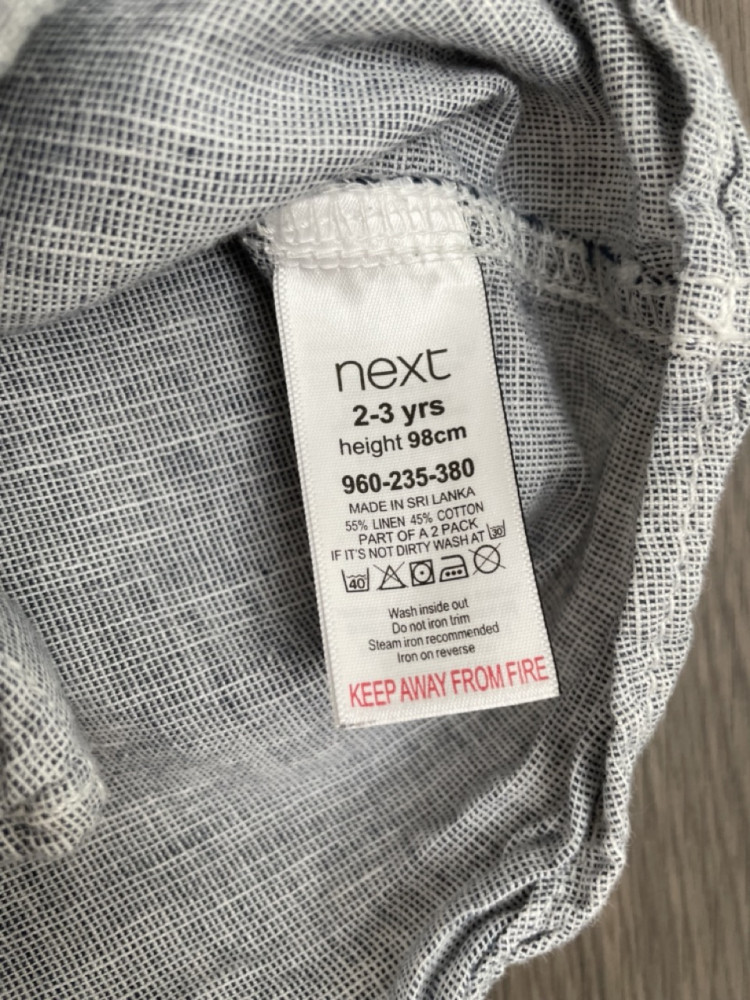 next
2-3 yrs
height 98cm
960-235-380
MADE IN SRI LANKA
55% LINEN 45% COTTON
PART OF A 2 PACK
IF IT'S NOT DIRTY WASH AT 30
40
Wash inside out
Do not iron trim
Steam iron recommended
Iron on reverse
KEEP AWAY FROM FIRE